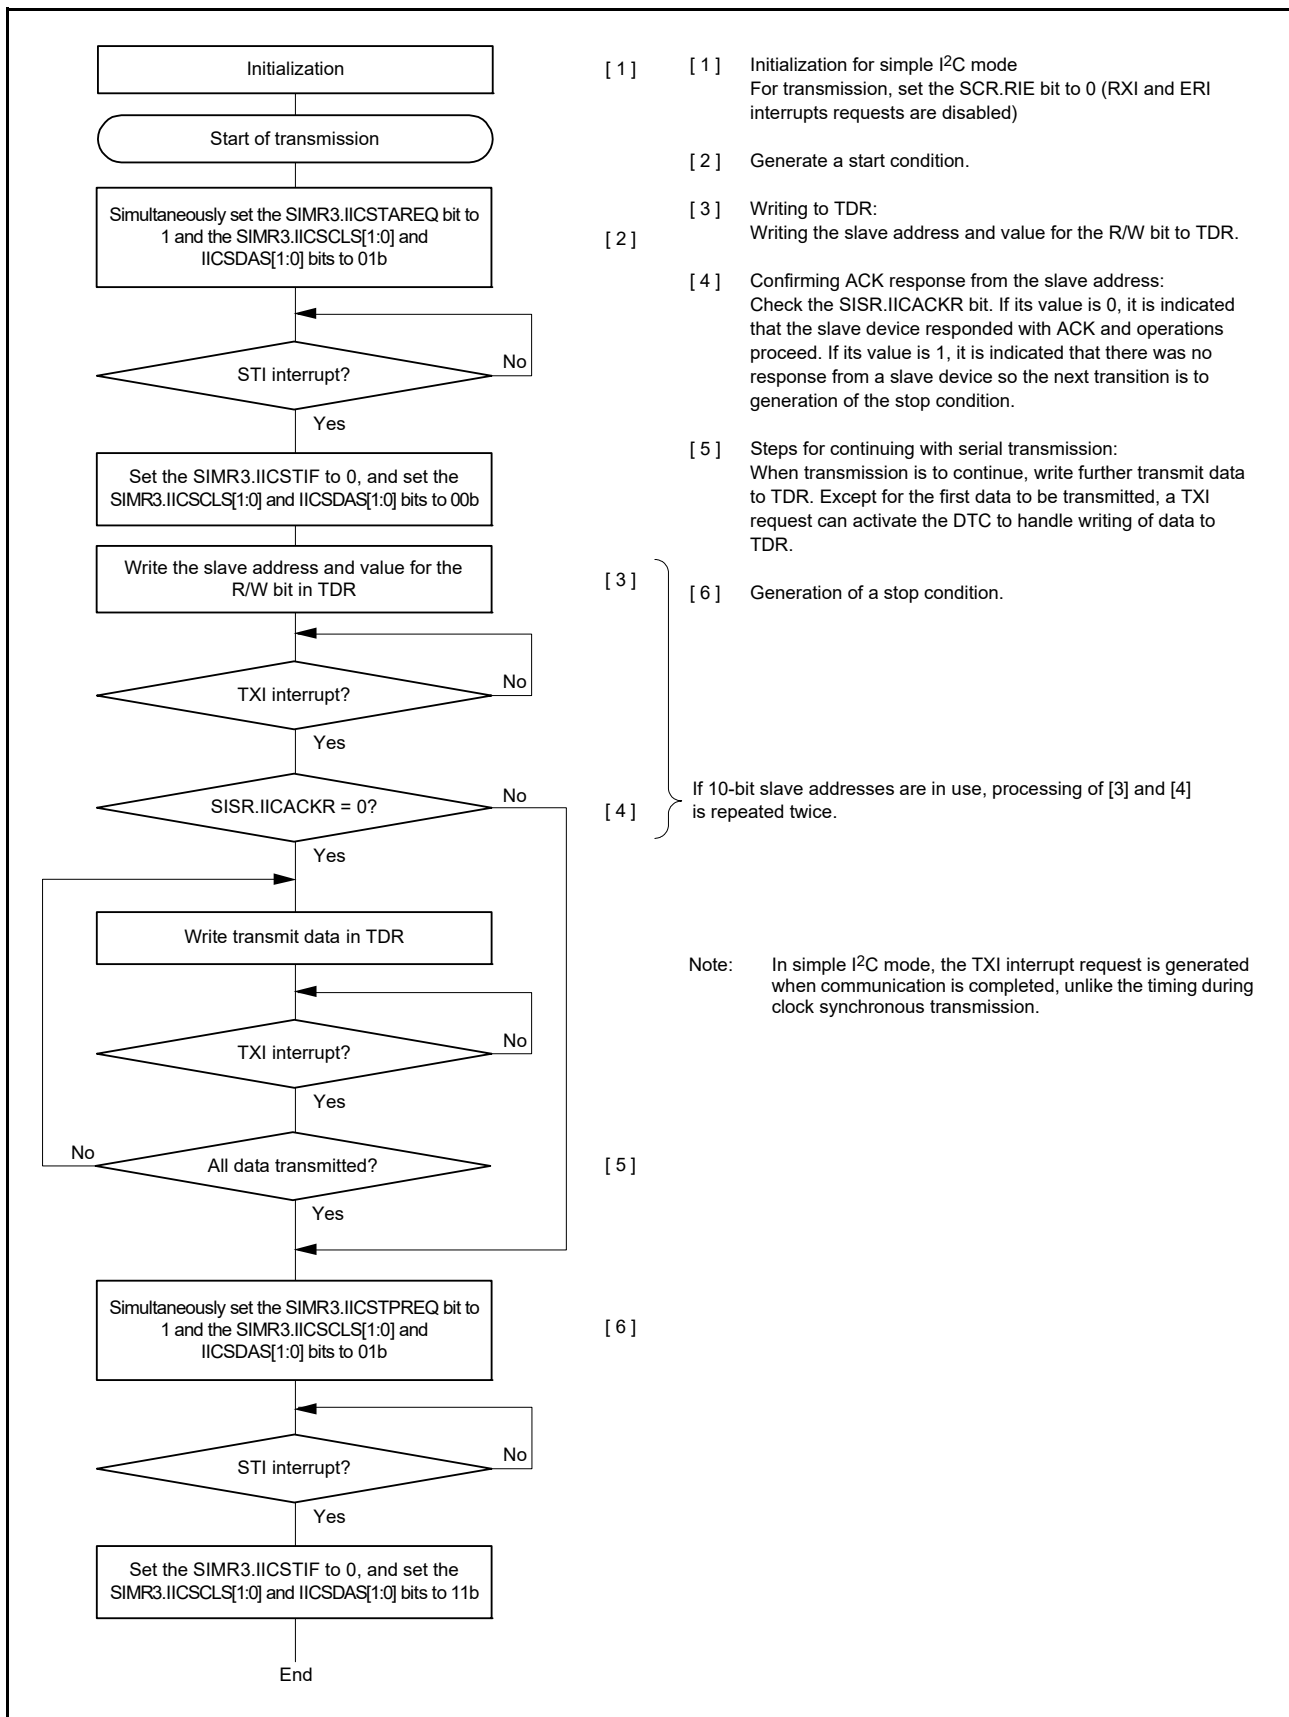 Initialization
[ 1 ]
Start of transmission
Simultaneously set the SIMR3.IICSTAREQ bit to
1 and the SIMR3.IICSCLS[1:0] and
IICSDAS[1:0] bits to 01b
[ 2 ]
STI interrupt?
No
Yes
Set the SIMR3.IICSTIF to 0, and set the
SIMR3.IICSCLS[1:0] and IICSDAS[1:0] bits to 00b
Write the slave address and value for the
R/W bit in TDR
[ 3 ]
TXI interrupt?
No
Yes
SISR.IICACKR = 0?
No
[ 4 ]
Yes
Write transmit data in TDR
TXI interrupt?
No
Yes
No
All data transmitted?
[ 5 ]
Yes
Simultaneously set the SIMR3.IICSTPREQ bit to
1 and the SIMR3.IICSCLS[1:0] and
IICSDAS[1:0] bits to 01b
[ 6 ]
STI interrupt?
No
Yes
Set the SIMR3.IICSTIF to 0, and set the
SIMR3.IICSCLS[1:0] and IICSDAS[1:0] bits to 11b
End
[ 1 ] Initialization for simple I2C mode
For transmission, set the SCR.RIE bit to 0 (RXI and ERI
interrupts requests are disabled)
[ 2 ] Generate a start condition.
[ 3 ] Writing to TDR:
Writing the slave address and value for the R/W bit to TDR.
[ 4 ] Confirming ACK response from the slave address:
Check the SISR.IICACKR bit. If its value is 0, it is indicated
that the slave device responded with ACK and operations
proceed. If its value is 1, it is indicated that there was no
response from a slave device so the next transition is to
generation of the stop condition.
[ 5 ] Steps for continuing with serial transmission:
When transmission is to continue, write further transmit data
to TDR. Except for the first data to be transmitted, a TXI
request can activate the DTC to handle writing of data to
TDR.
[ 6 ] Generation of a stop condition.
If 10-bit slave addresses are in use, processing of [3] and [4]
is repeated twice.
Note: In simple I2C mode, the TXI interrupt request is generated
when communication is completed, unlike the timing during
clock synchronous transmission.